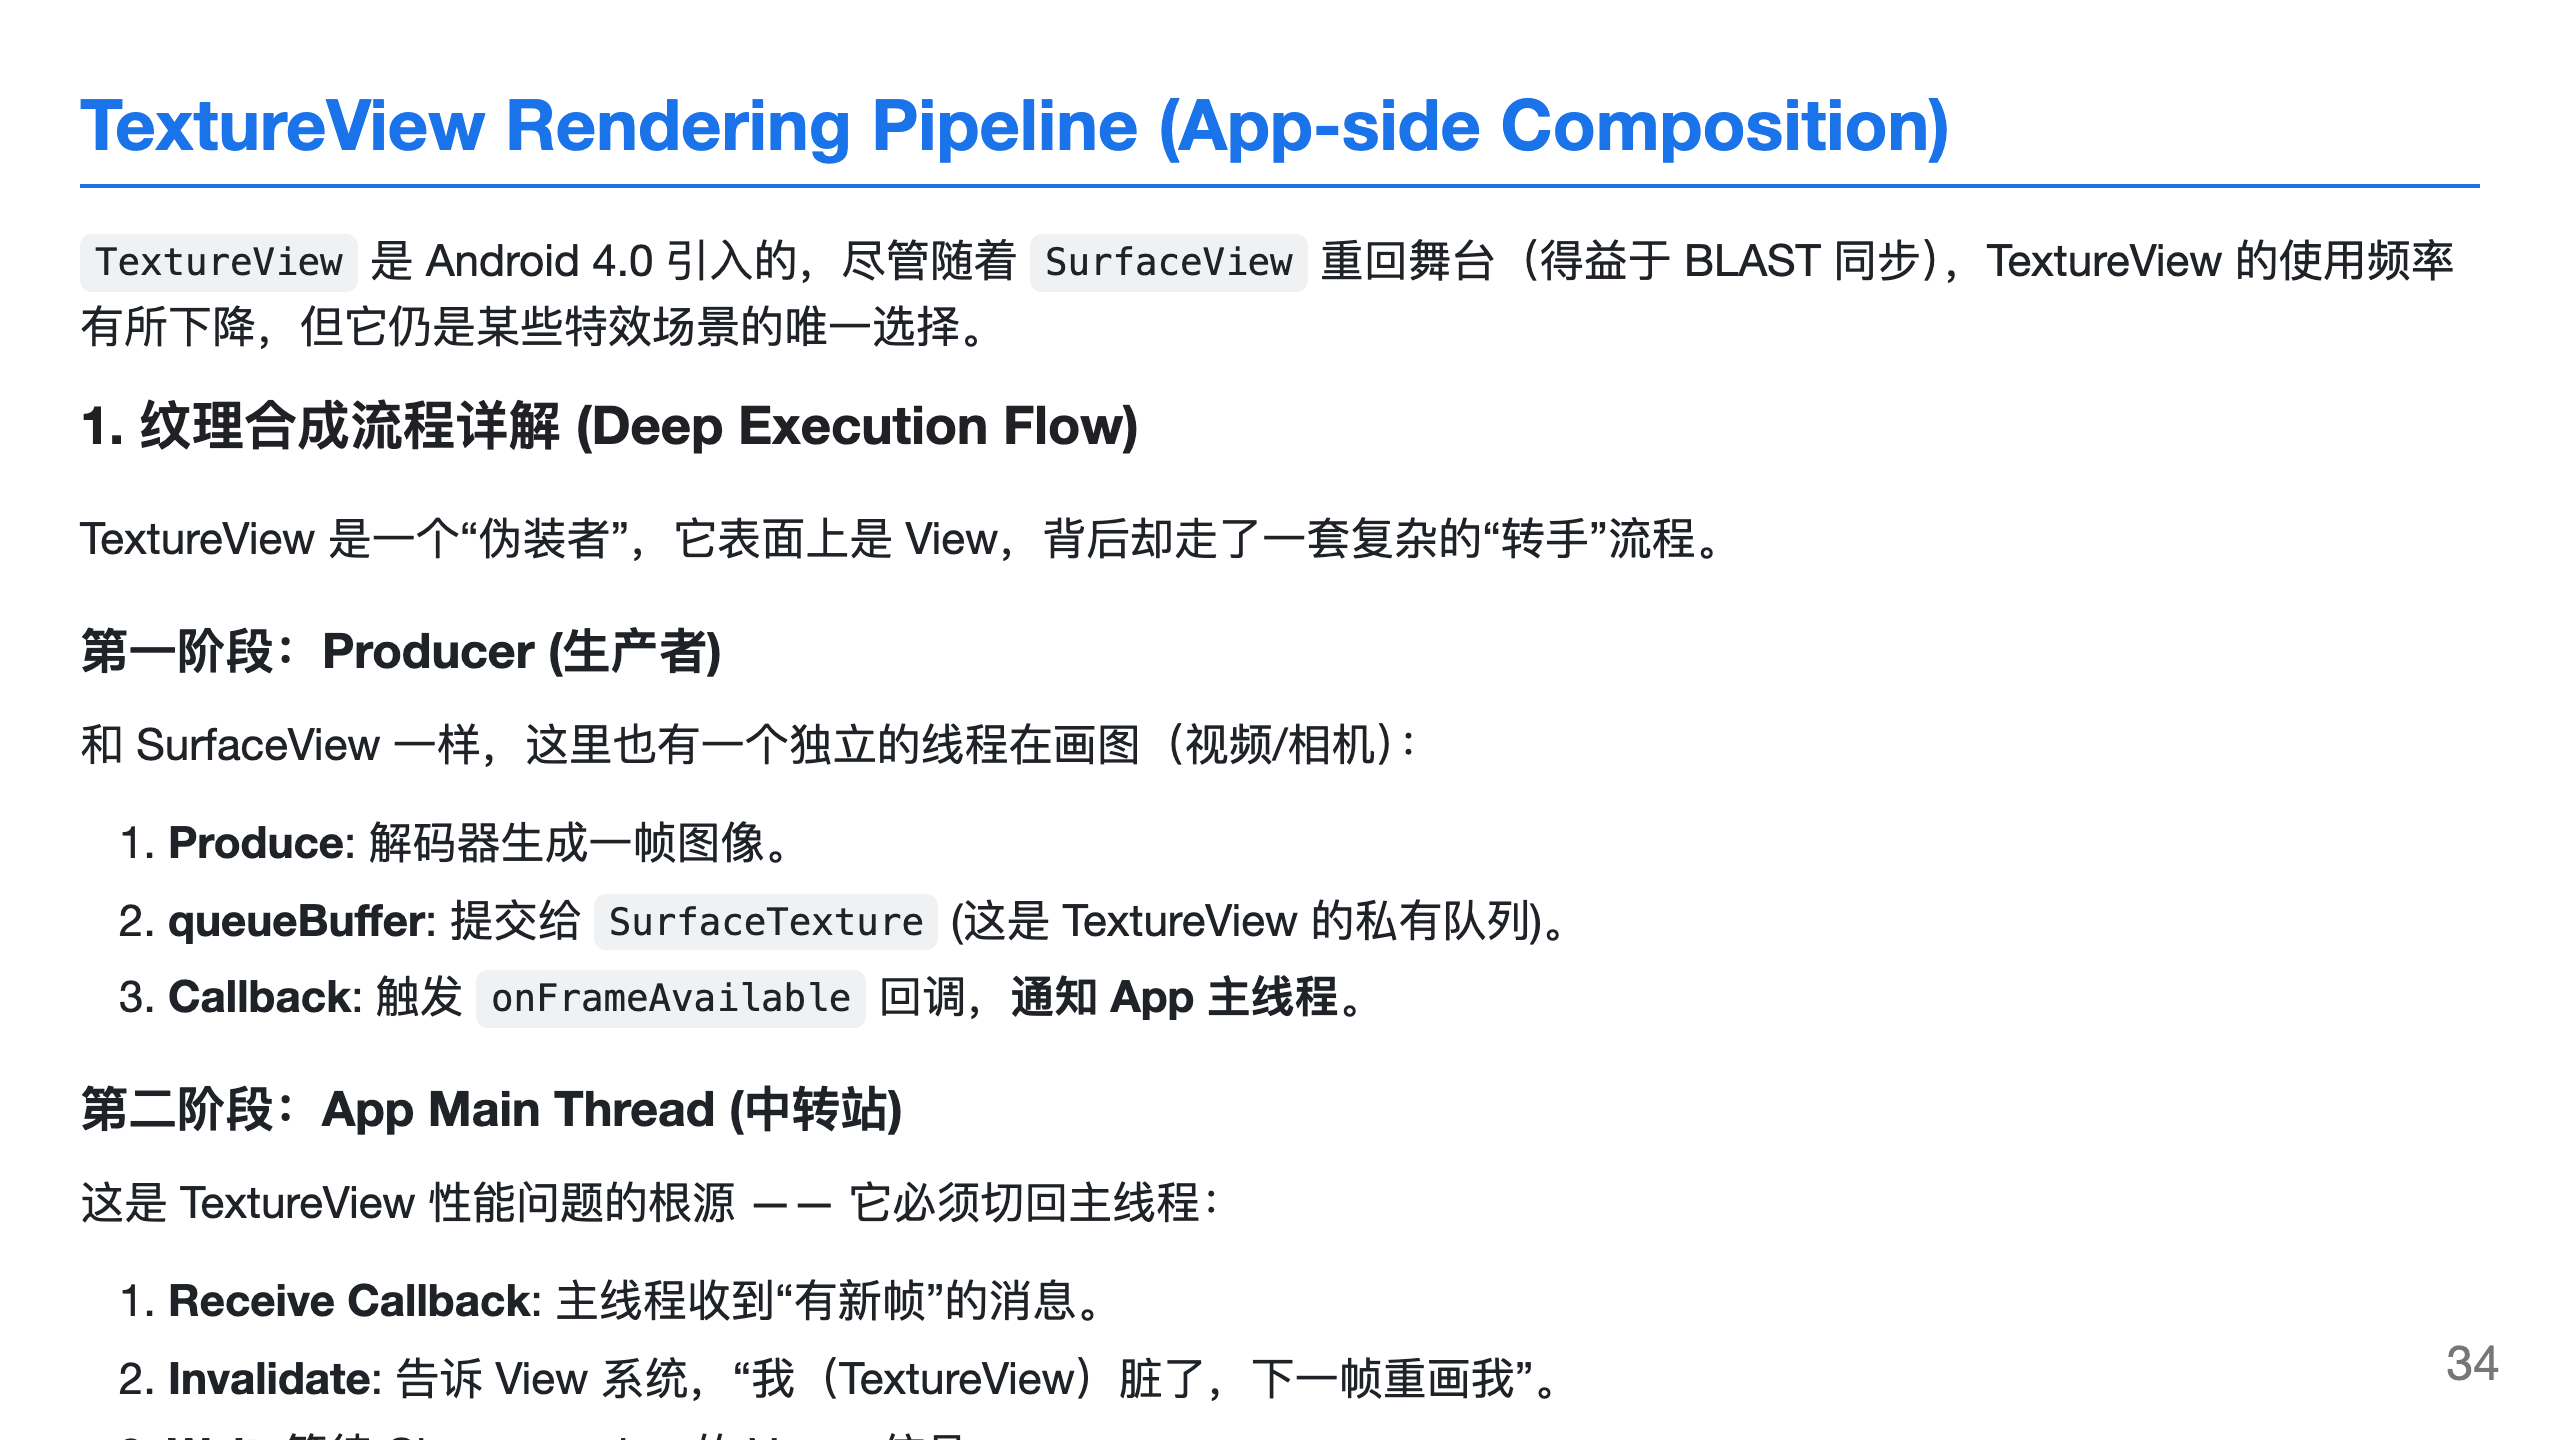 TextureView Rendering Pipeline (App-side Composition)
TextureView 是 Android 4.0 引入的，尽管随着 SurfaceView 重回舞台（得益于 BLAST 同步），TextureView 的使用频率
有所下降，但它仍是某些特效场景的唯一选择。
1. 纹理合成流程详解 (Deep Execution Flow)
TextureView 是一个“伪装者”，它表面上是 View，背后却走了一套复杂的“转手”流程。
第一阶段：Producer (生产者)
和 SurfaceView 一样，这里也有一个独立的线程在画图（视频/相机）：
1. Produce: 解码器生成一帧图像。
2. queueBuffer: 提交给 SurfaceTexture (这是 TextureView 的私有队列)。
3. Callback: 触发 onFrameAvailable 回调，通知 App 主线程。
第二阶段：App Main Thread (中转站)
这是 TextureView 性能问题的根源 —— 它必须切回主线程：
1. Receive Callback: 主线程收到“有新帧”的消息。
2. Invalidate: 告诉 View 系统，“我（TextureView）脏了，下一帧重画我”。
34